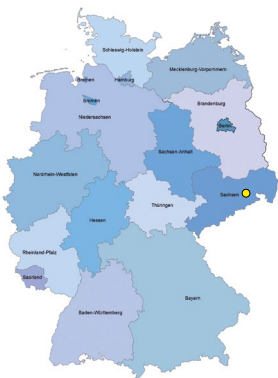 Schleswig-Holstein
Mecklenburg-Vorpommern
Bremen
Hamburg
Bremen
Niedersachsen
Brandenburg
Berlin
Sachsen-Anhalt
Nordrhein-Westfalen
Sachsen
Thüringen
Hessen
Rheinland-Pfalz
Saarland
Bayern
Baden-Württemberg